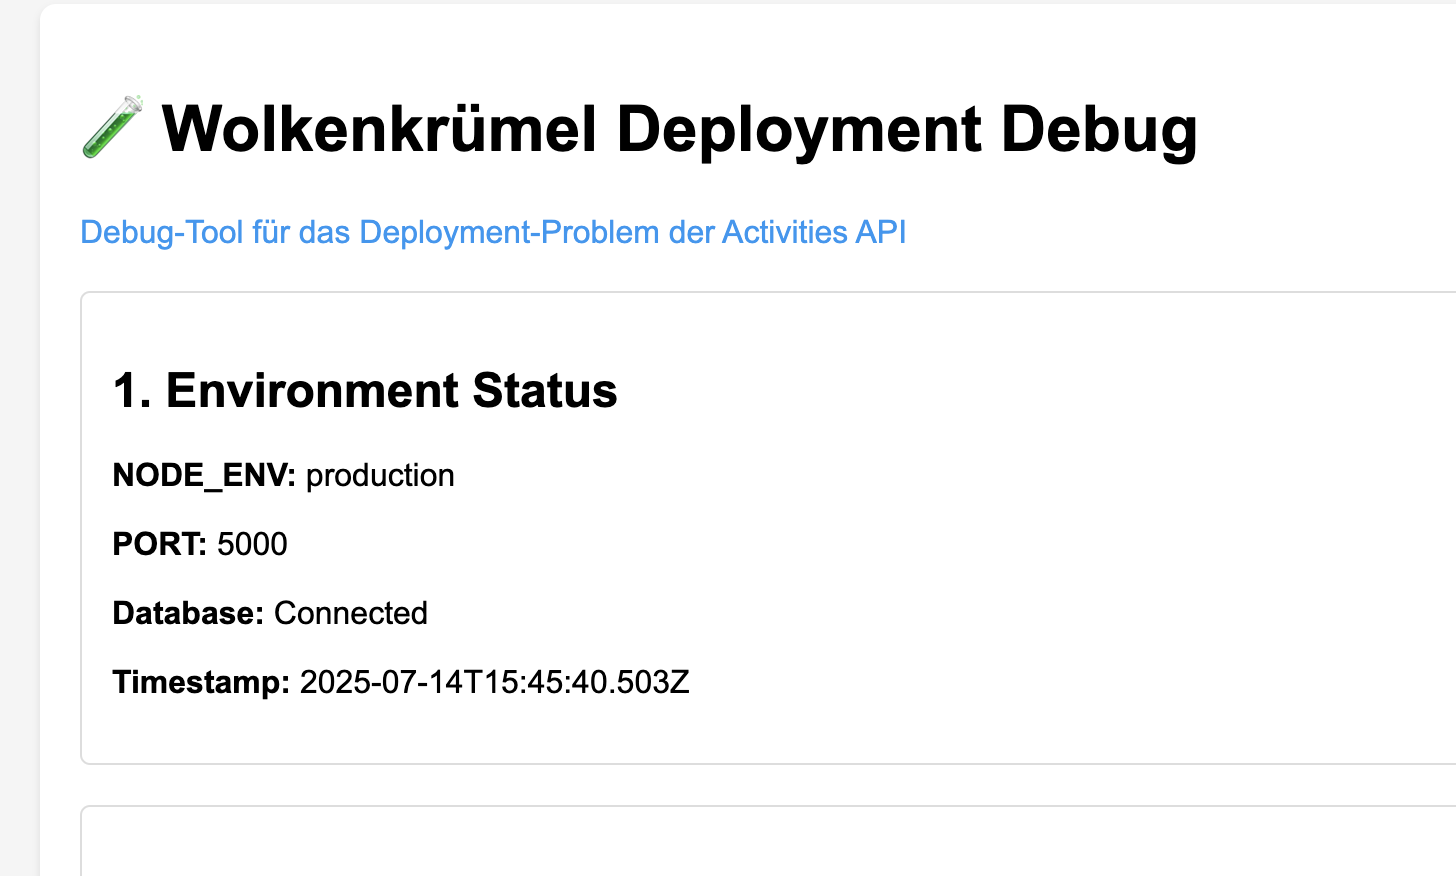 Wolkenkrümel Deployment Debug
Debug-Tool für das Deployment-Problem der Activities API
1. Environment Status
NODE_ENV: production
PORT: 5000
Database: Connected
Timestamp: 2025-07-14T15:45:40.503Z